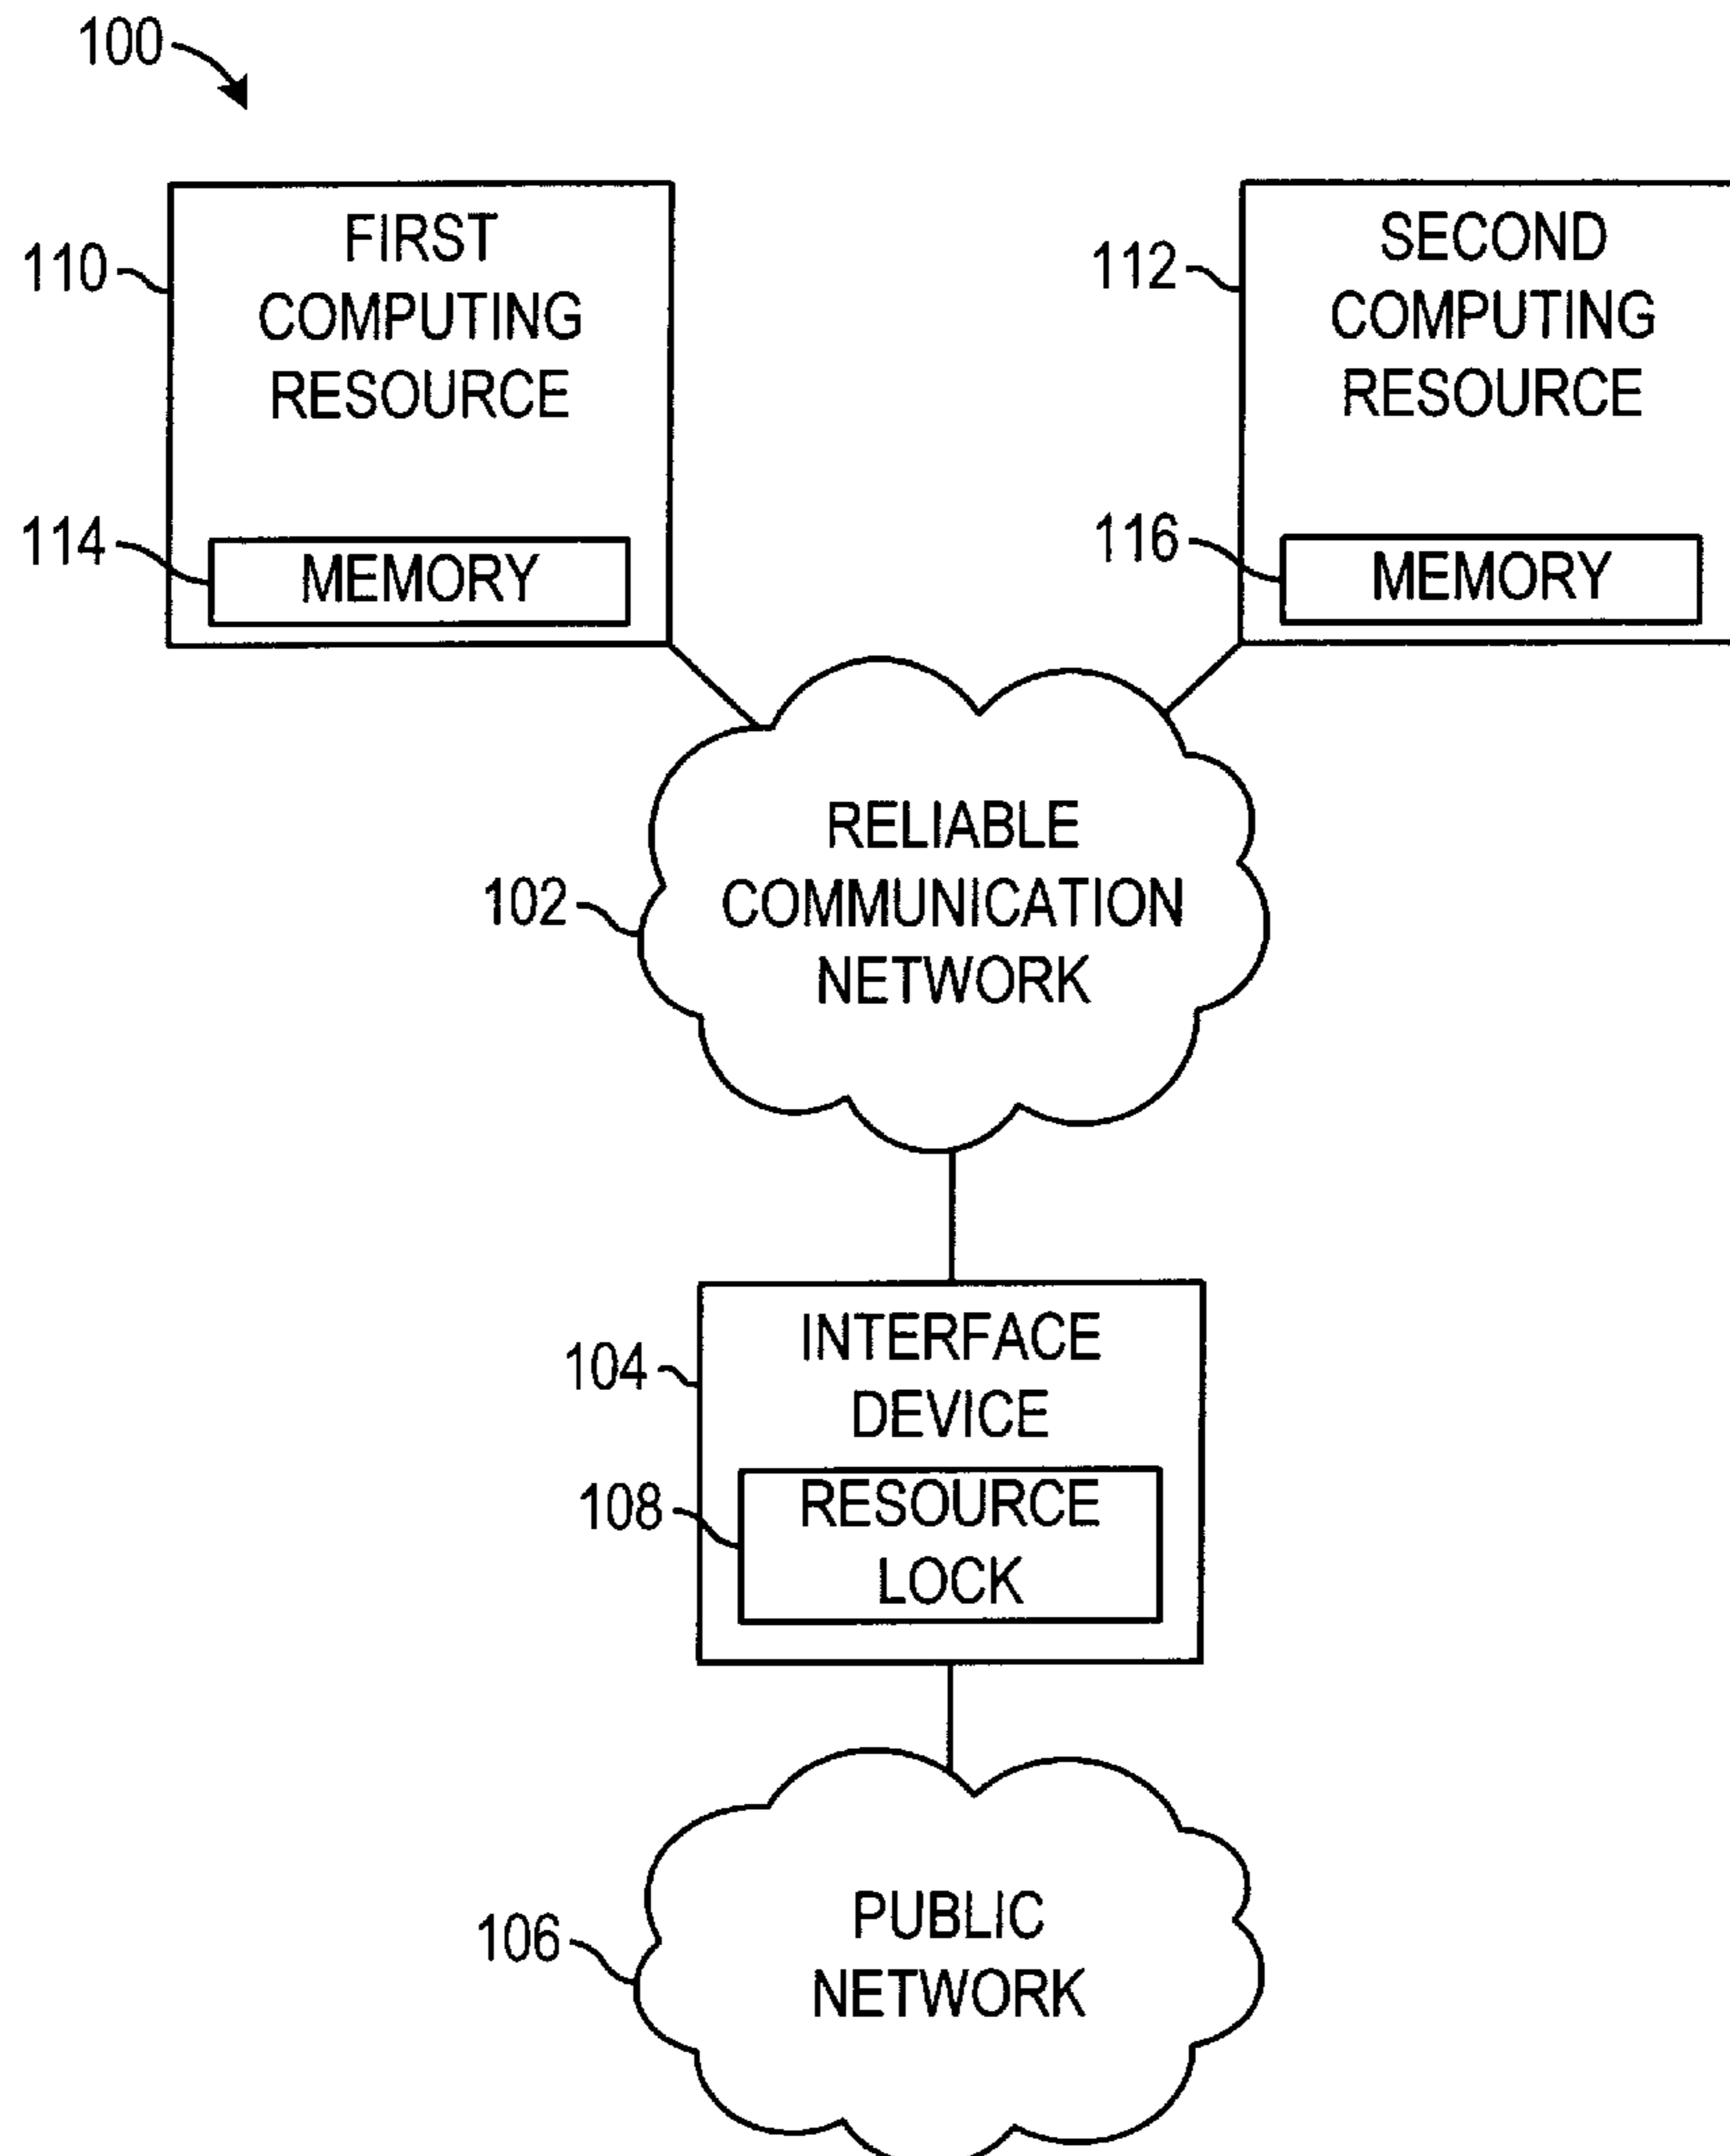 100
110
FIRST
COMPUTING
RESOURCE
114
MEMORY
112
SECOND
COMPUTING
RESOURCE
116
MEMORY
102
RELIABLE
COMMUNICATION
NETWORK
104
INTERFACE
DEVICE
108
RESOURCE
LOCK
106
PUBLIC
NETWORK